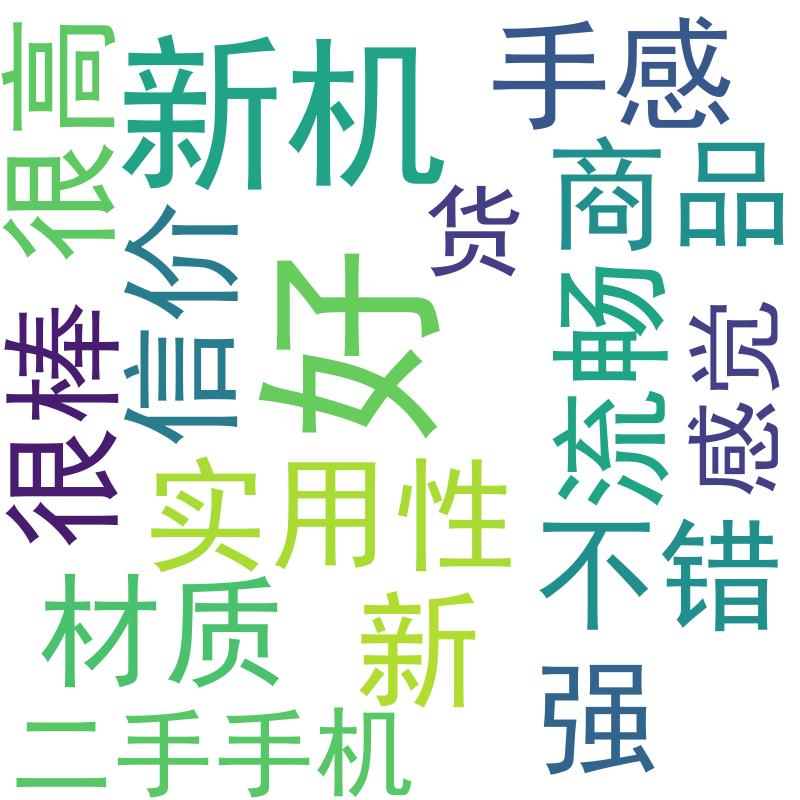 很高
新机
手感
商品
货
信价
好
流畅
感觉
很棒
实用性
不错
材质
新
强
二手手机